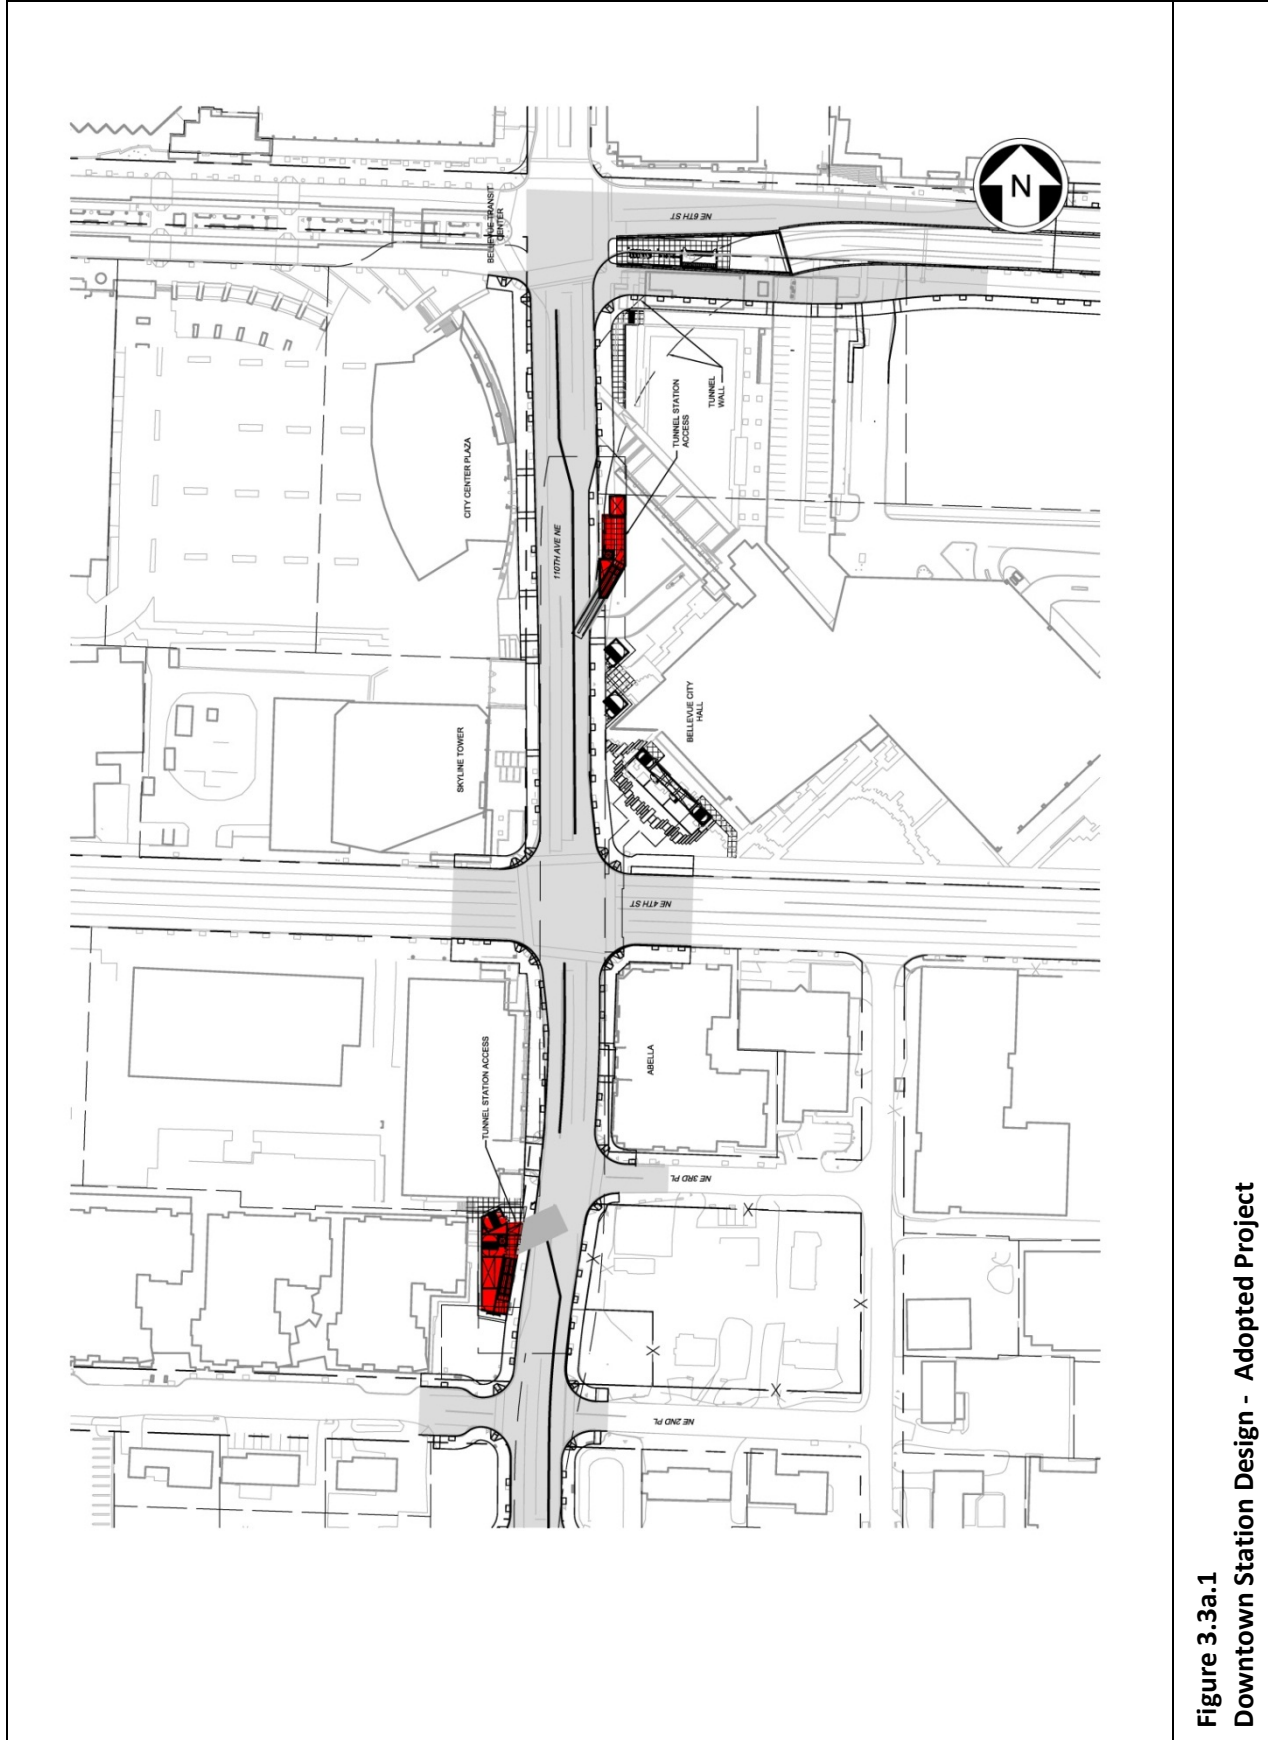 BELLEVUE TRANSIT
CENTER
NE 6TH ST
N
CITY CENTER PLAZA
110TH AVE NE
TUNNEL STATION
ACCESS
TUNNEL
WALL
SKYLINE TOWER
BELLEVUE CITY
HALL
NE 4TH ST
TUNNEL STATION ACCESS
ABELLA
NE 3RD PL
NE 2ND PL
Figure 3.3a.1
Downtown Station Design - Adopted Project